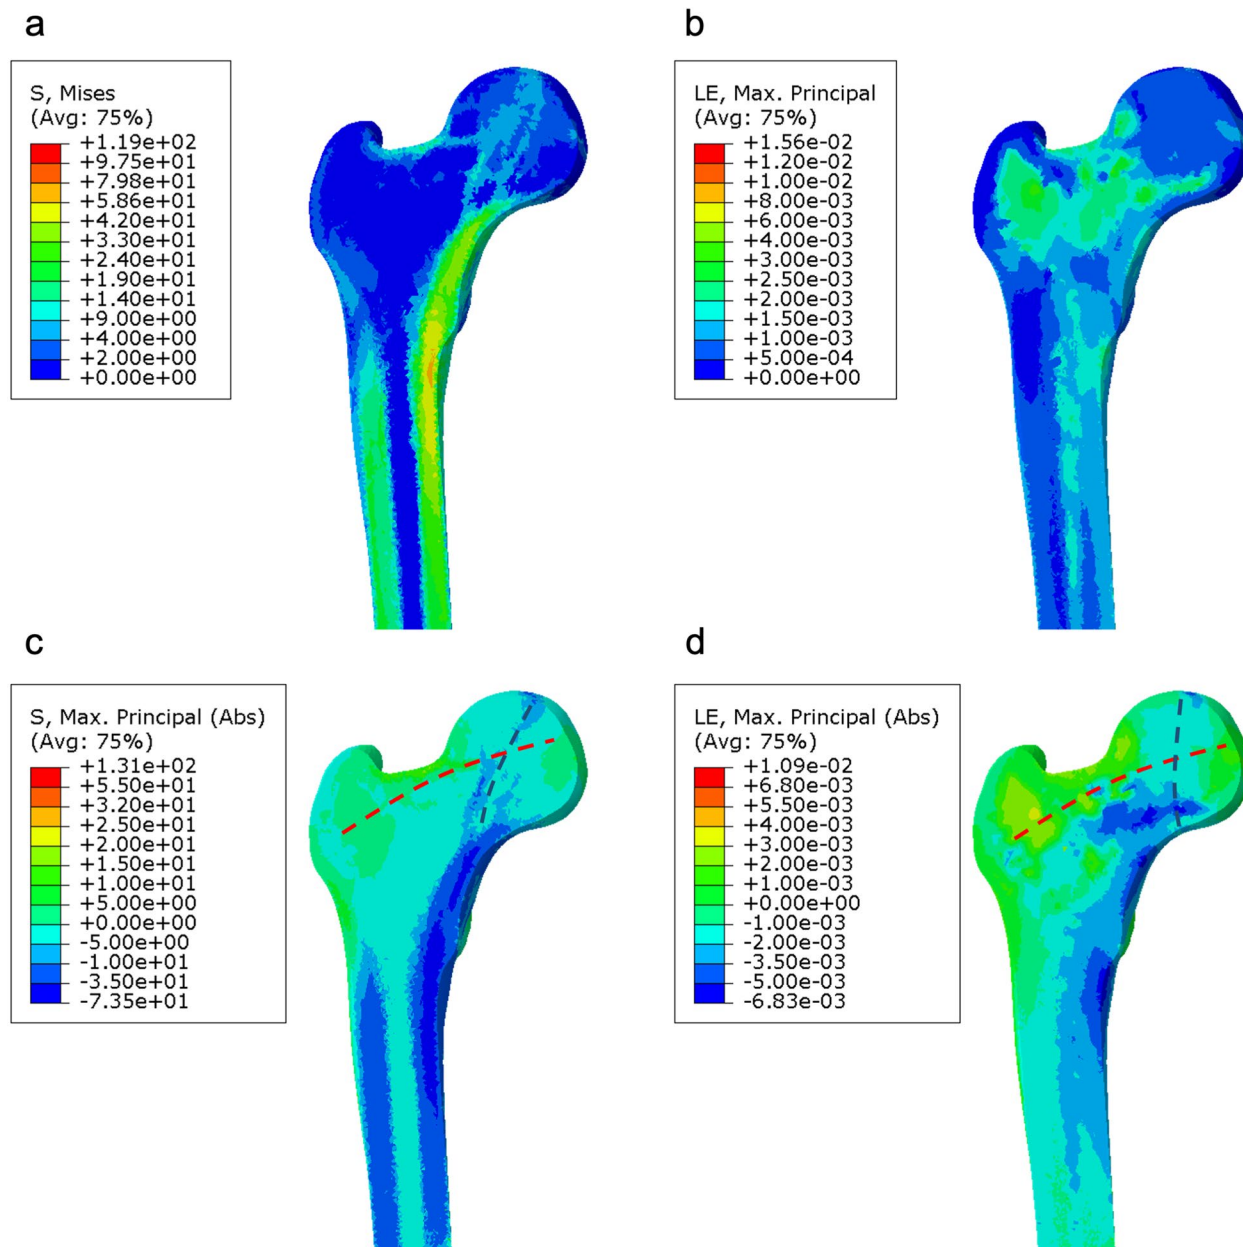 a
S, Mises
(Avg: 75%)
+1.19e+02
+9.75e+01
+7.98e+01
+5.86e+01
+4.20e+01
+3.30e+01
+2.40e+01
+1.90e+01
+1.40e+01
+9.00e+00
+4.00e+00
+2.00e+00
+0.00e+00
b
LE, Max. Principal
(Avg: 75%)
+1.56e-02
+1.20e-02
+1.00e-02
+8.00e-03
+6.00e-03
+4.00e-03
+3.00e-03
+2.50e-03
+2.00e-03
+1.50e-03
+1.00e-03
+5.00e-04
+0.00e+00
c
S, Max. Principal (Abs)
(Avg: 75%)
+1.31e+02
+5.50e+01
+3.20e+01
+2.50e+01
+2.00e+01
+1.50e+01
+1.00e+01
+5.00e+00
+0.00e+00
-5.00e+00
-1.00e+01
-3.50e+01
-7.35e+01
d
LE, Max. Principal (Abs)
(Avg: 75%)
+1.09e-02
+6.80e-03
+5.50e-03
+4.00e-03
+3.00e-03
+2.00e-03
+1.00e-03
+0.00e+00
-1.00e-03
-2.00e-03
-3.50e-03
-5.00e-03
-6.83e-03